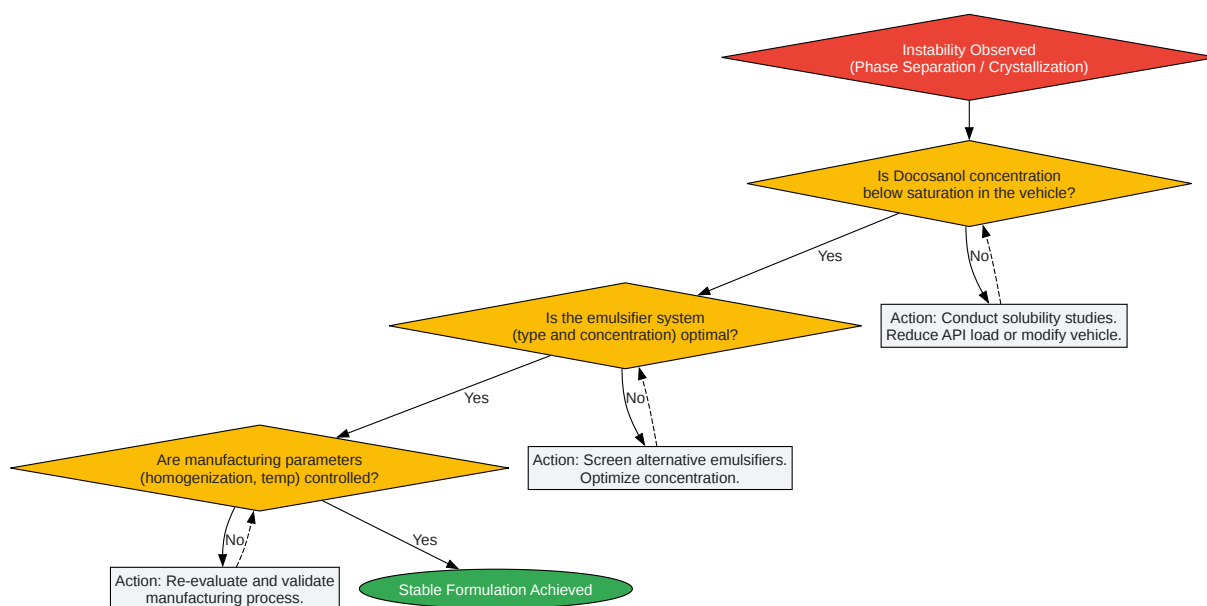 Instability Observed
(Phase Separation / Crystallization)
Is Docosanol concentration
below saturation in the vehicle?
Yes
No
Is the emulsifier system
(type and concentration) optimal?
Action: Conduct solubility studies.
Reduce API load or modify vehicle.
Yes
No
Are manufacturing parameters
(homogenization, temp) controlled?
Action: Screen alternative emulsifiers.
Optimize concentration.
No
Yes
Action: Re-evaluate and validate
manufacturing process.
Stable Formulation Achieved